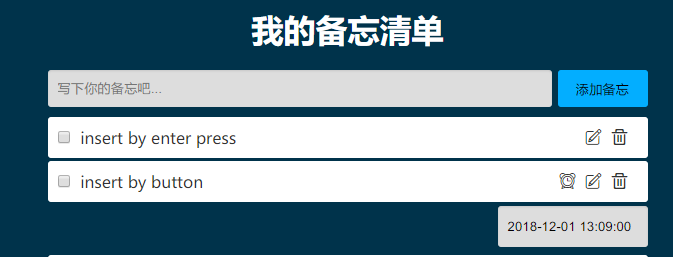 我的备忘清单
写下你的备忘吧... 添加备忘
insert by enter press
insert by button
2018-12-01 13:09:00